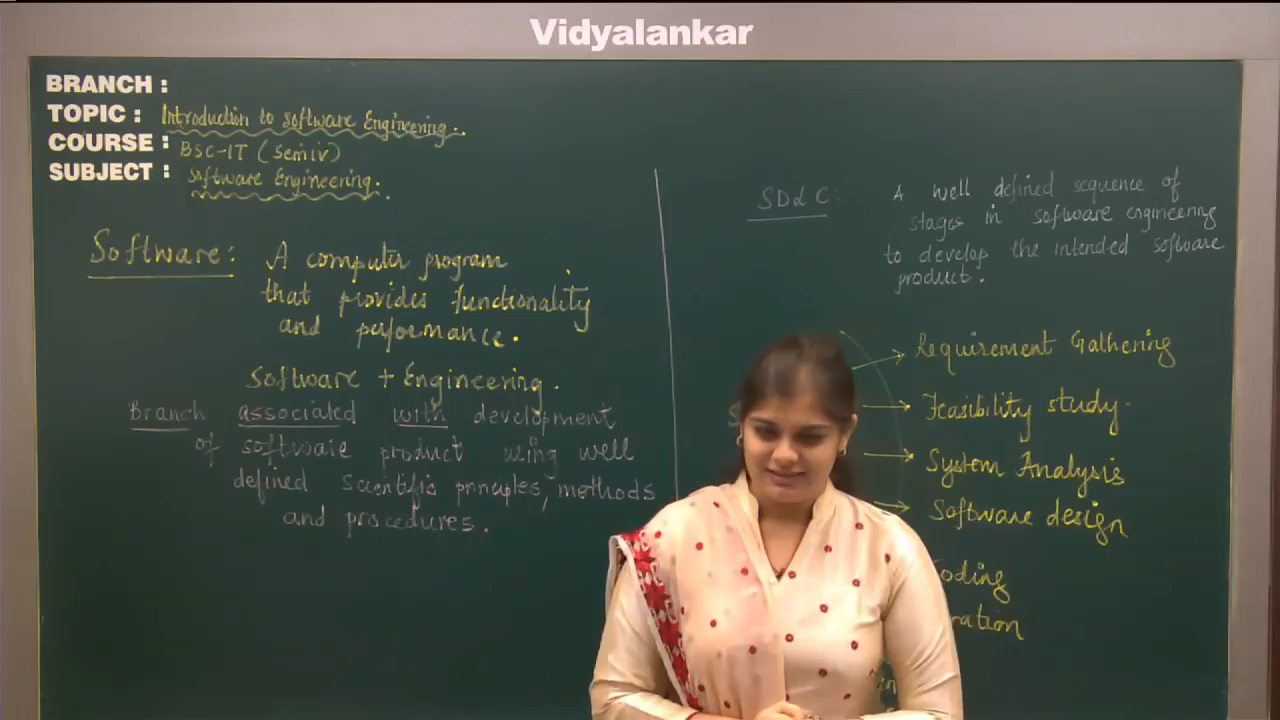 Vidyalankar
BRANCH :
TOPIC : Introduction to software Engineering..
COURSE : BSC-IT (Semiv)
SUBJECT : Software Engineering.
Software: A computer program
that provides functionality
and performance.
Software + Engineering.
Branch associated with development
of software product using well
defined Scientific principles, methods
and procedures.
SDLC: A well defined sequence of
stages in software engineering
to develop the intended software
product.
Requirement Gathering
Feasibility study.
System Analysis
Software design
oding
ration